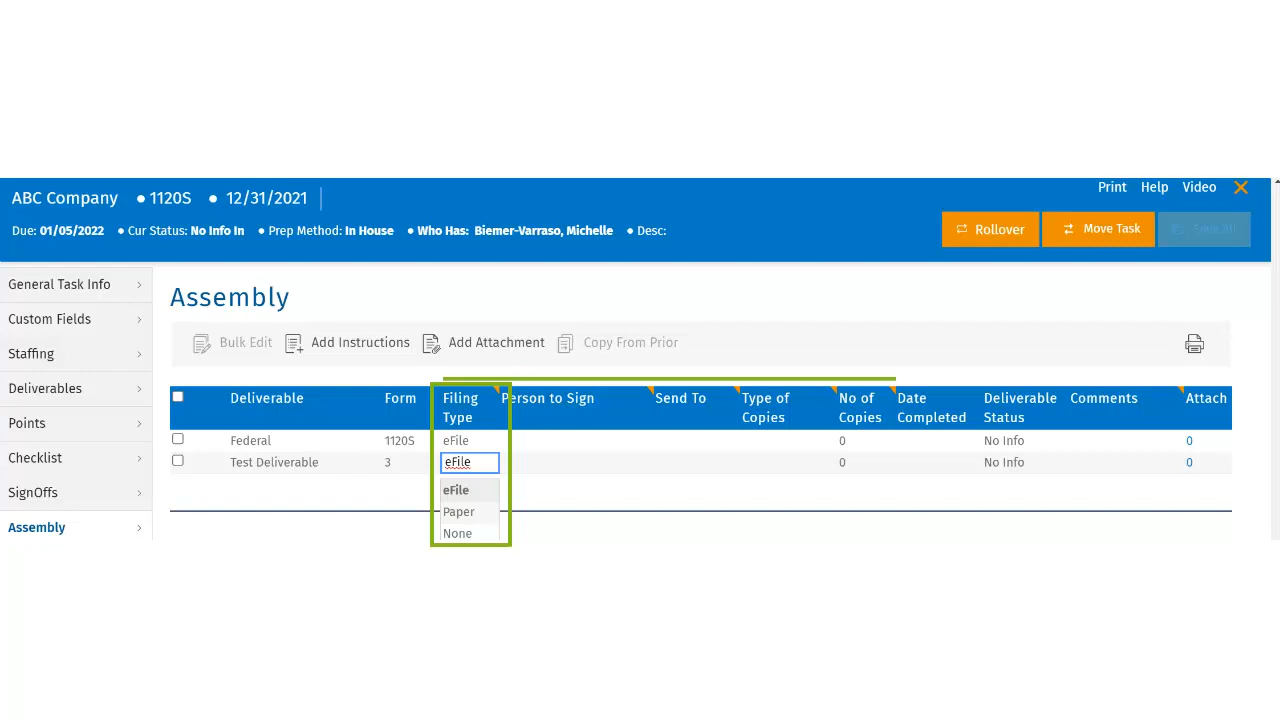 Print Help Video
ABC Company ● 1120S ● 12/31/2021
Due: 01/05/2022 ● Cur Status: No Info In ● Prep Method: In House ● Who Has: Biemer-Varraso, Michelle ● Desc:
Rollover Move Task
General Task Info
Custom Fields
Staffing
Deliverables
Points
Checklist
SignOffs
Assembly
Assembly
Bulk Edit Add Instructions Add Attachment Copy From Prior
Deliverable Form Filing Type Person to Sign Send To Type of Copies No of Copies Date Completed Deliverable Status Comments Attach
Federal 1120S eFile 0 No Info 0
Test Deliverable 3 eFile 0 No Info 0
eFile
Paper
None